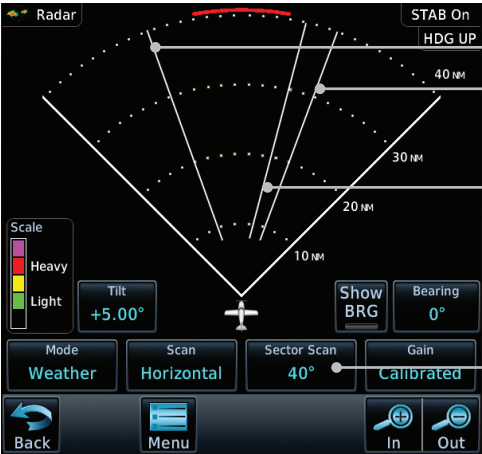 Radar
STAB On
HDG UP
40 NM
30 NM
20 NM
10 NM
Scale
Heavy
Light
Tilt
+5.00°
Show
BRG
Bearing
0°
Mode
Weather
Scan
Horizontal
Sector Scan
40°
Gain
Calibrated
Back
Menu
In
Out